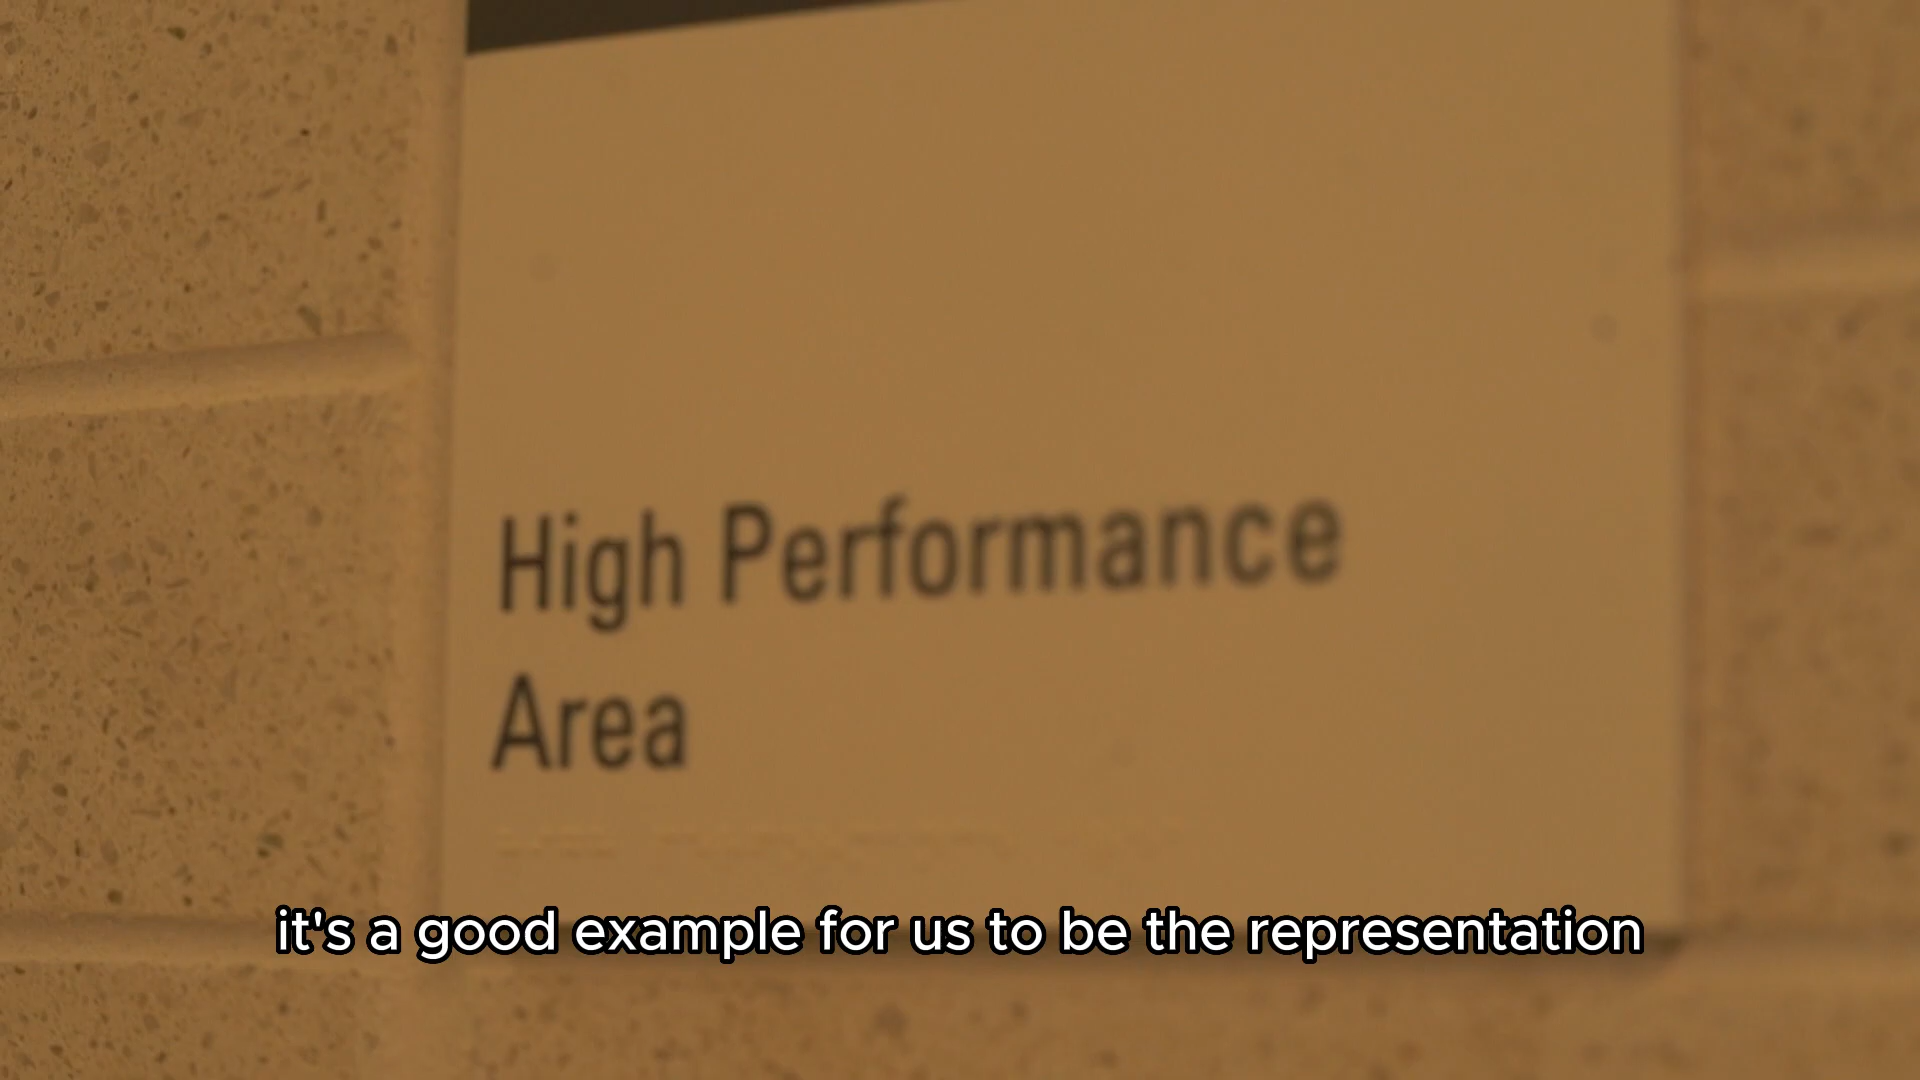 High Performance
Area
it's a good example for us to be the representation